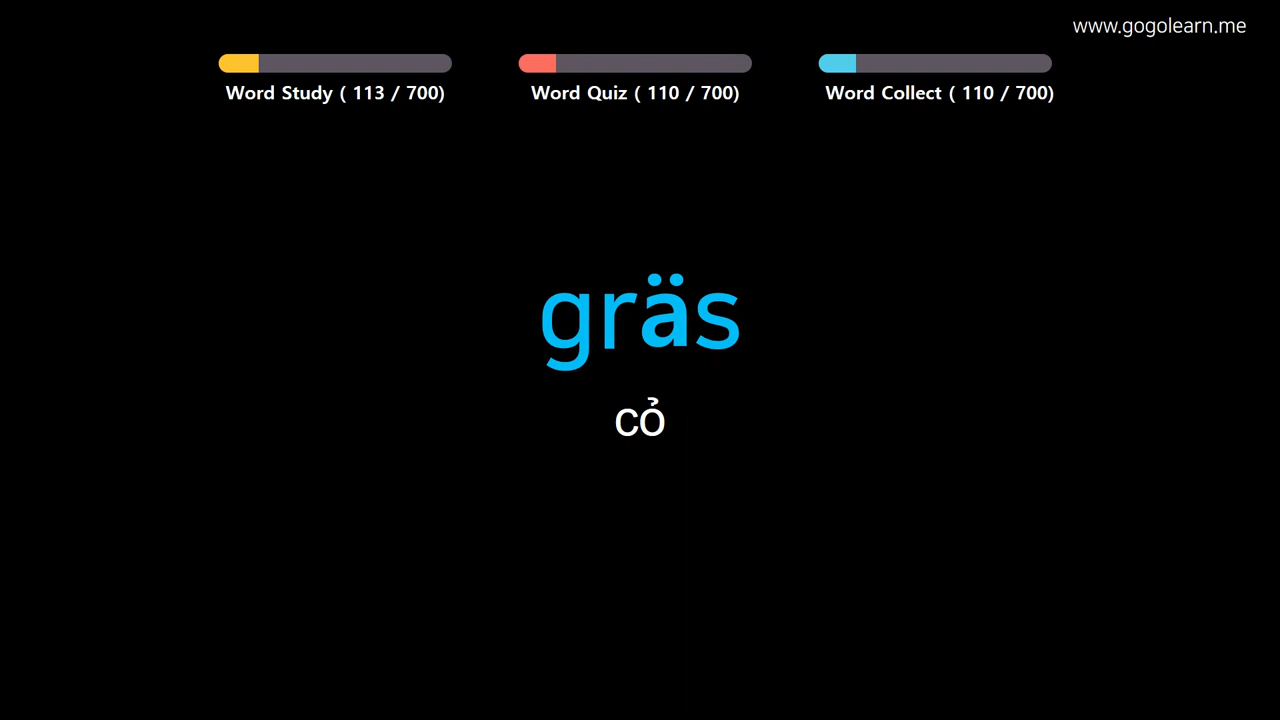 www.gogolearn.me
Word Study ( 113 / 700)
Word Quiz ( 110 / 700)
Word Collect ( 110 / 700)
gräs
cỏ